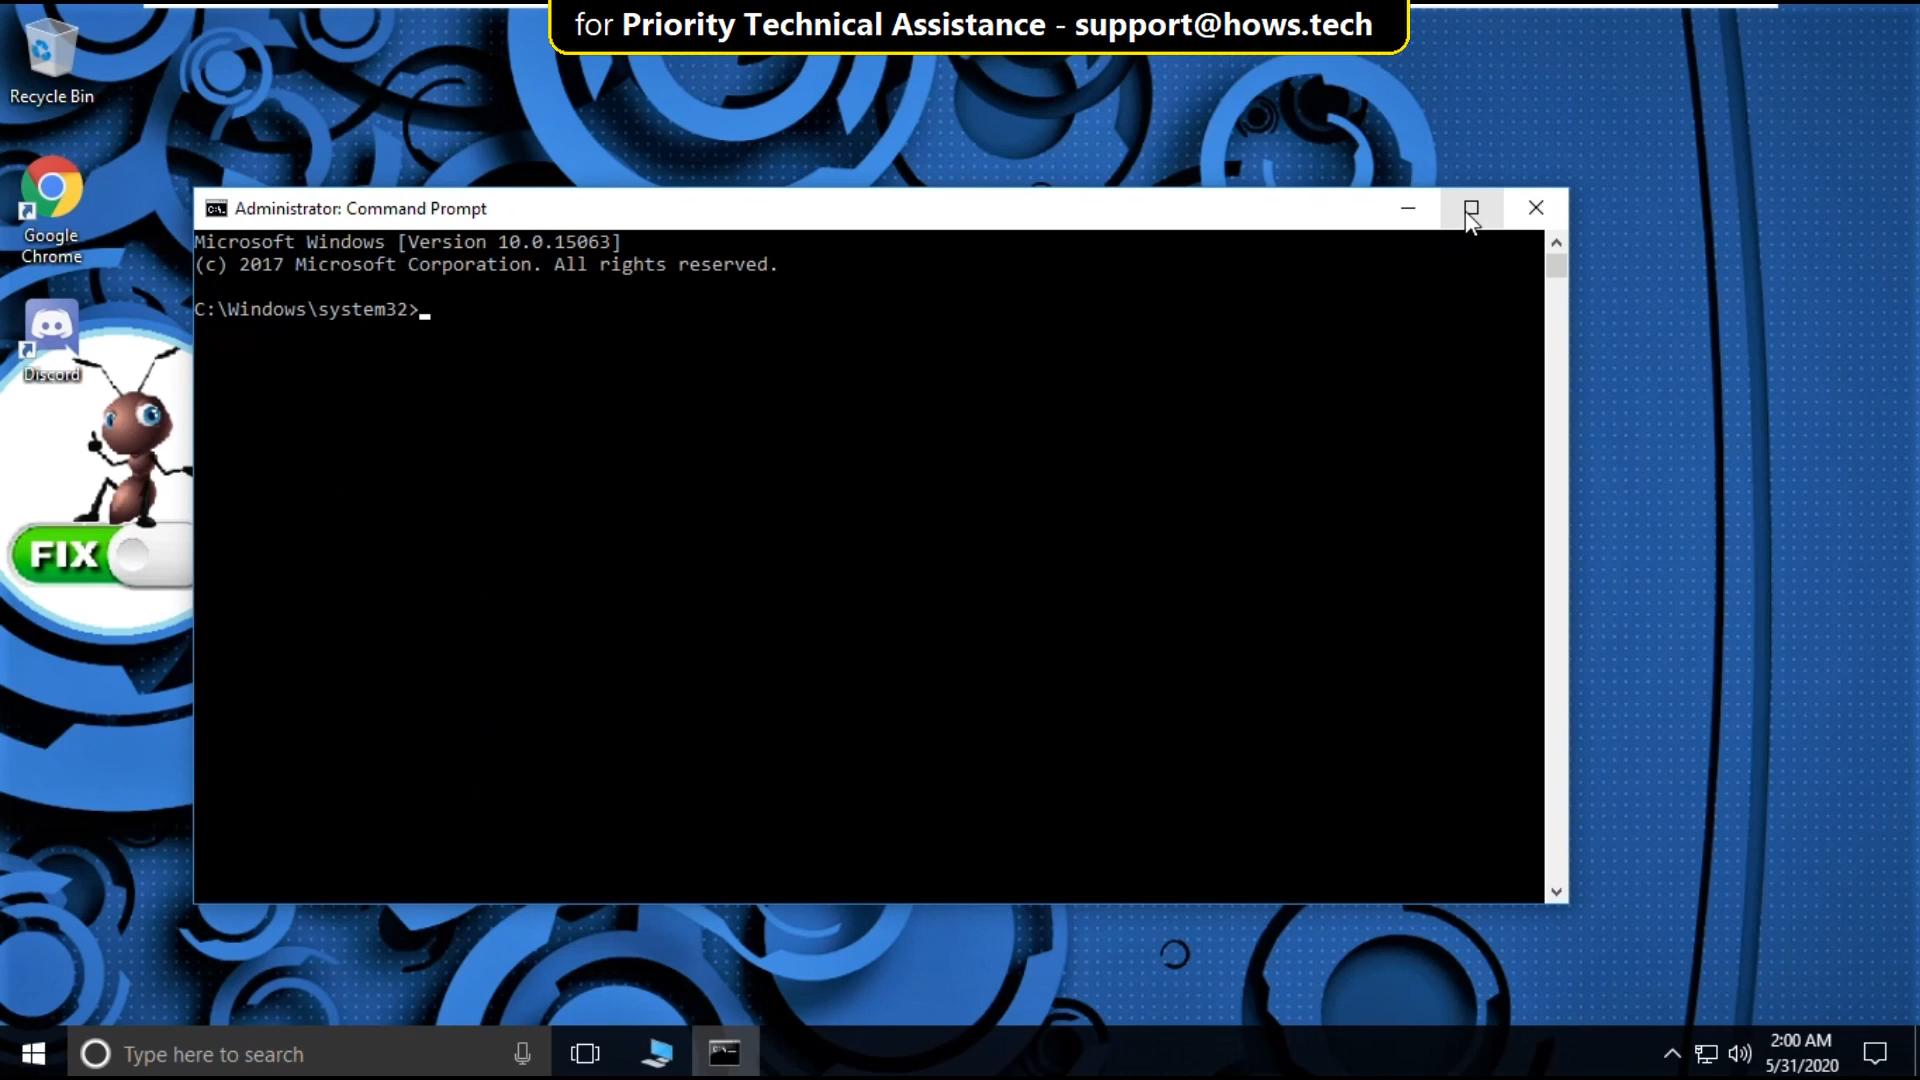 for Priority Technical Assistance - support@hows.tech
Recycle Bin
Google
Chrome
Discord
FIX
Administrator: Command Prompt
Microsoft Windows [Version 10.0.15063]
(c) 2017 Microsoft Corporation. All rights reserved.
C:\Windows\system32>
Type here to search
2:00 AM
5/31/2020